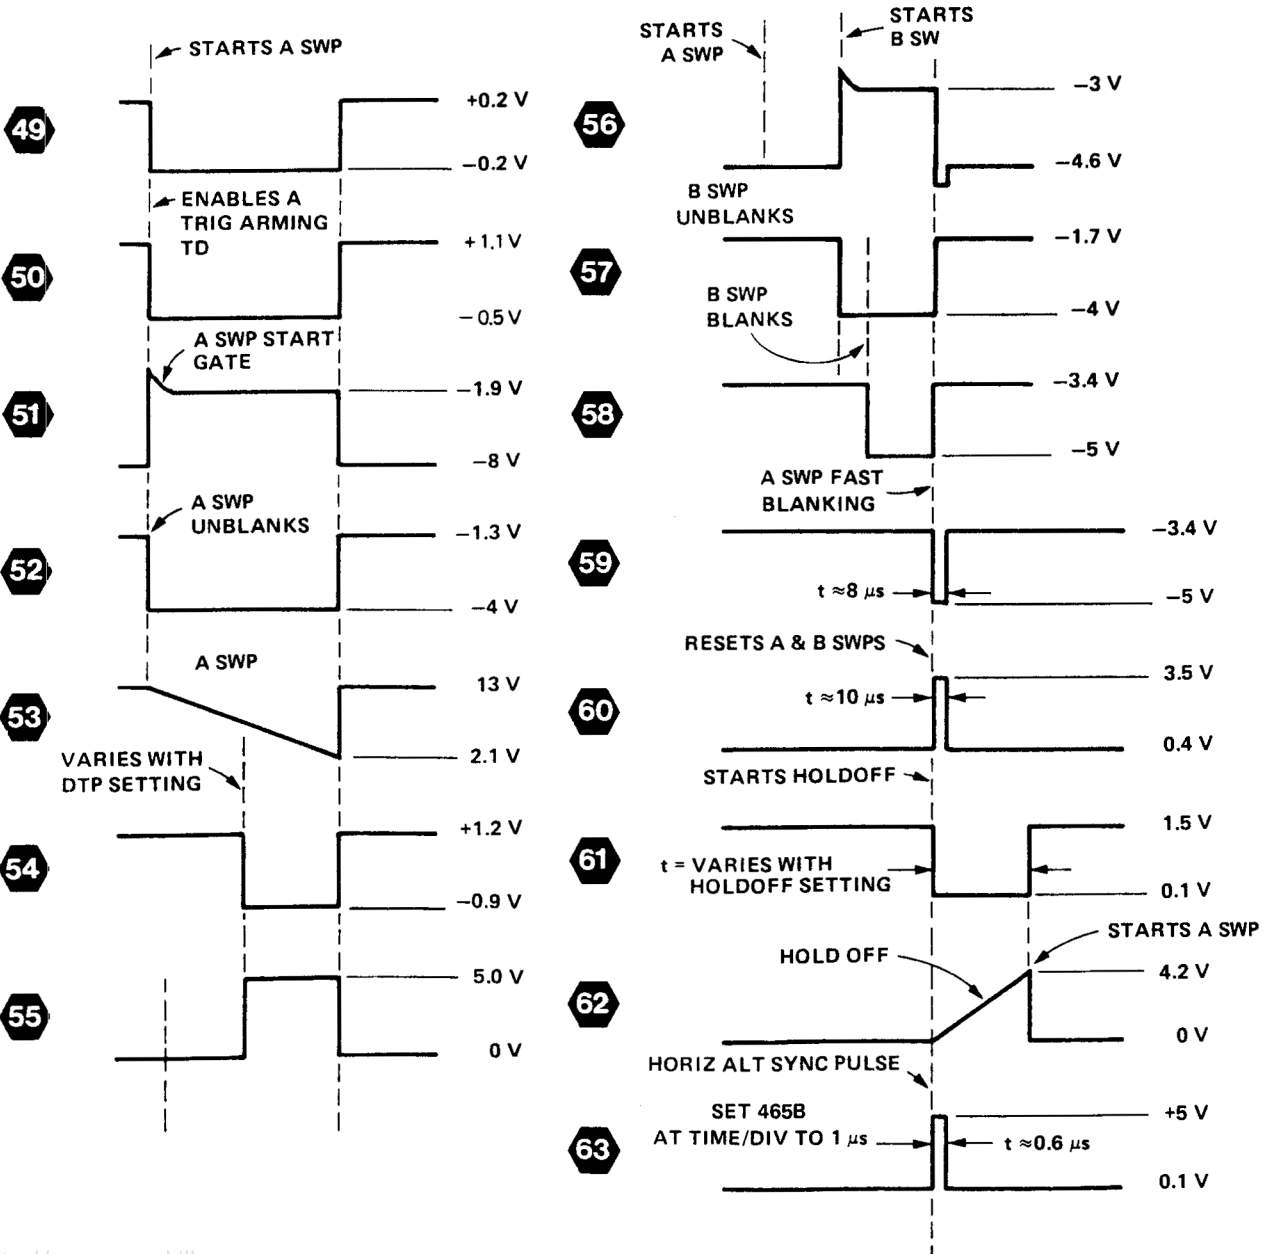 STARTS A SWP
49
+0.2 V
−0.2 V
ENABLES A
TRIG ARMING
TD
50
+1.1V
−0.5V
A SWP START
GATE
51
−1.9 V
−8 V
A SWP
UNBLANKS
52
−1.3 V
−4 V
A SWP
53
13 V
2.1 V
VARIES WITH
DTP SETTING
54
+1.2 V
−0.9 V
55
5.0 V
0 V
STARTS
A SWP
STARTS
B SW
56
−3 V
−4.6 V
B SWP
UNBLANKS
57
−1.7 V
−4 V
B SWP
BLANKS
58
−3.4 V
−5 V
A SWP FAST
BLANKING
59
−3.4 V
t ≈8 μs
−5 V
RESETS A & B SWPS
60
3.5 V
t ≈10 μs
0.4 V
STARTS HOLDOFF
61
1.5 V
t = VARIES WITH
HOLDOFF SETTING
0.1 V
STARTS A SWP
HOLD OFF
62
4.2 V
0 V
HORIZ ALT SYNC PULSE
63
SET 465B
AT TIME/DIV TO 1 μs
+5 V
t ≈0.6 μs
0.1 V